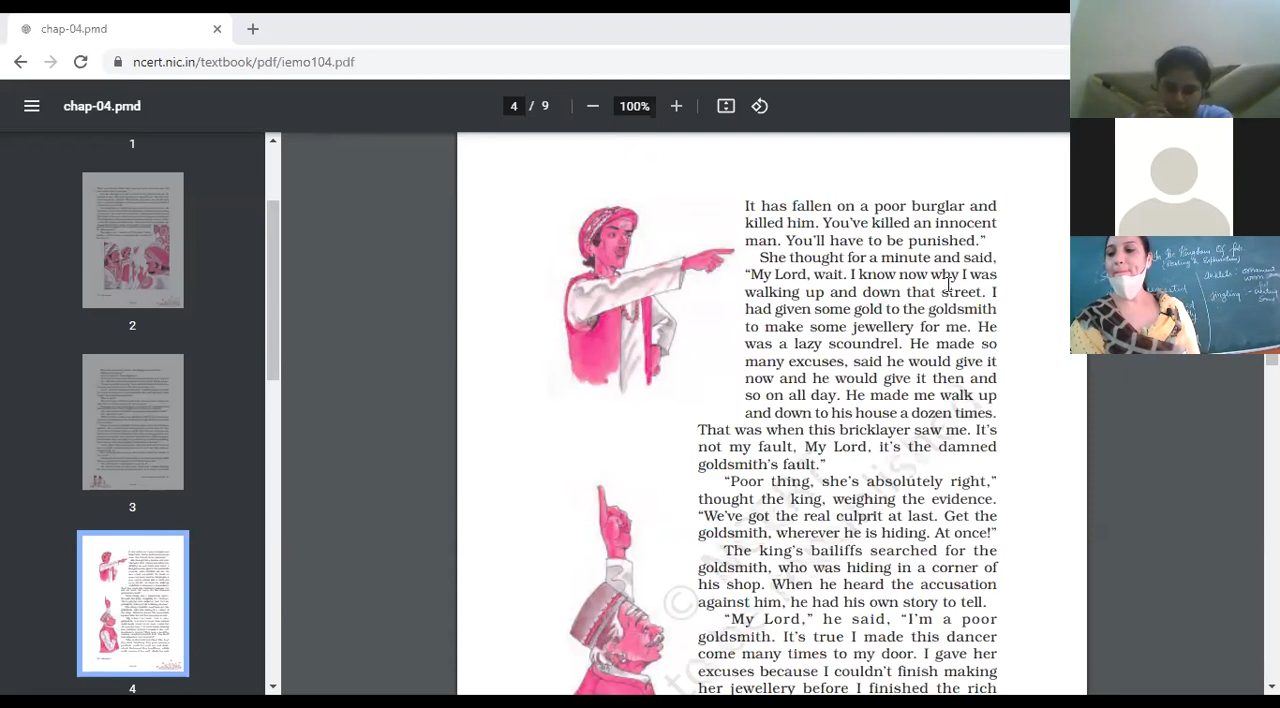 chap-04.pmd
ncert.nic.in/textbook/pdf/iemo104.pdf
chap-04.pmd
4 / 9
100%
1
2
3
4
It has fallen on a poor burglar and
killed him. You've killed an innocent
man. You'll have to be punished.”
She thought for a minute and said,
“My Lord, wait. I know now why I was
walking up and down that street. I
had given some gold to the goldsmith
to make some jewellery for me. He
was a lazy scoundrel. He made so
many excuses, said he would give it
now and he would give it then and
so on all day. He made me walk up
and down to his house a dozen times.
That was when this bricklayer saw me. It's
not my fault, My Lord, it's the damned
goldsmith's fault.”
“Poor thing, she's absolutely right,”
thought the king, weighing the evidence.
“We've got the real culprit at last. Get the
goldsmith, wherever he is hiding. At once!”
The king's bailiffs searched for the
goldsmith, who was hiding in a corner of
his shop. When he heard the accusation
against him, he had his own story to tell.
“My Lord,” he said, “I'm a poor
goldsmith. It's true I made this dancer
come many times to my door. I gave her
excuses because I couldn't finish making
her jewellery before I finished the rich
In the Kingdom of